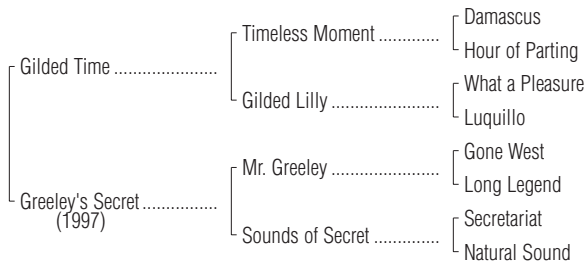 Damascus
Timeless Moment .............
Hour of Parting
Gilded Time .....................
What a Pleasure
Gilded Lilly ......................
Luquillo
Gone West
Mr. Greeley ......................
Long Legend
Greeley's Secret ...............
(1997)
Secretariat
Sounds of Secret .............
Natural Sound